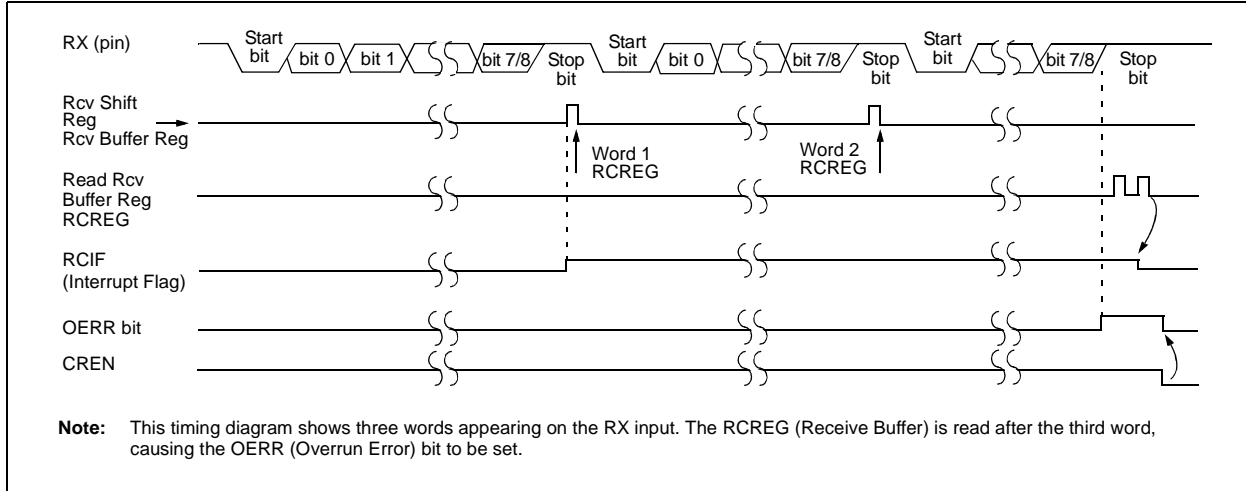 RX (pin)
Start
bit
bit 0
bit 1
bit 7/8
Stop
bit
Start
bit
bit 0
bit 7/8
Stop
bit
Start
bit
bit 7/8
Stop
bit
Rcv Shift
Reg
Rcv Buffer Reg
Word 1
RCREG
Word 2
RCREG
Read Rcv
Buffer Reg
RCREG
RCIF
(Interrupt Flag)
OERR bit
CREN
Note: This timing diagram shows three words appearing on the RX input. The RCREG (Receive Buffer) is read after the third word,
causing the OERR (Overrun Error) bit to be set.